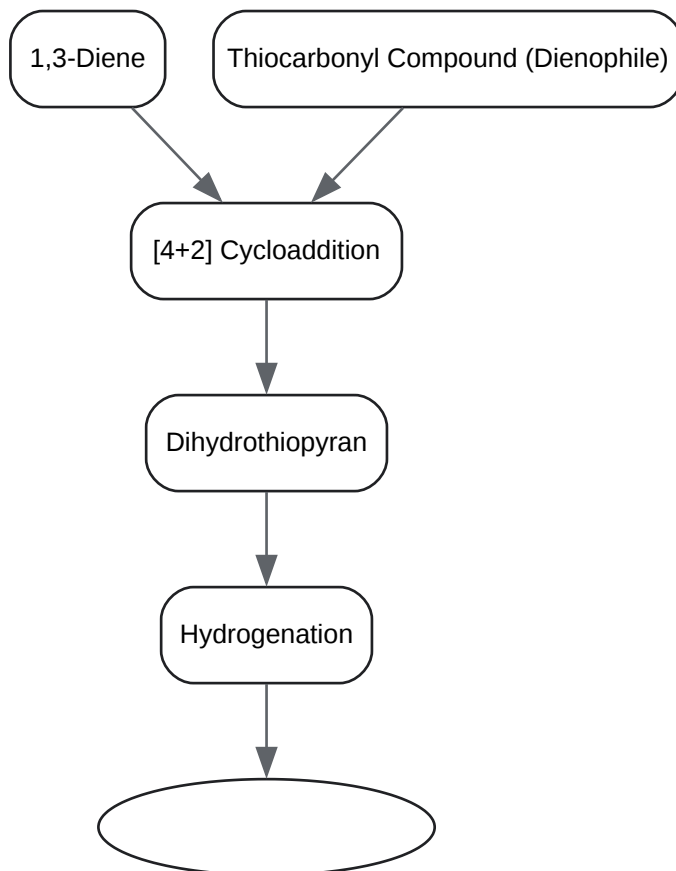 1,3-Diene
Thiocarbonyl Compound (Dienophile)
[4+2] Cycloaddition
Dihydrothiopyran
Hydrogenation